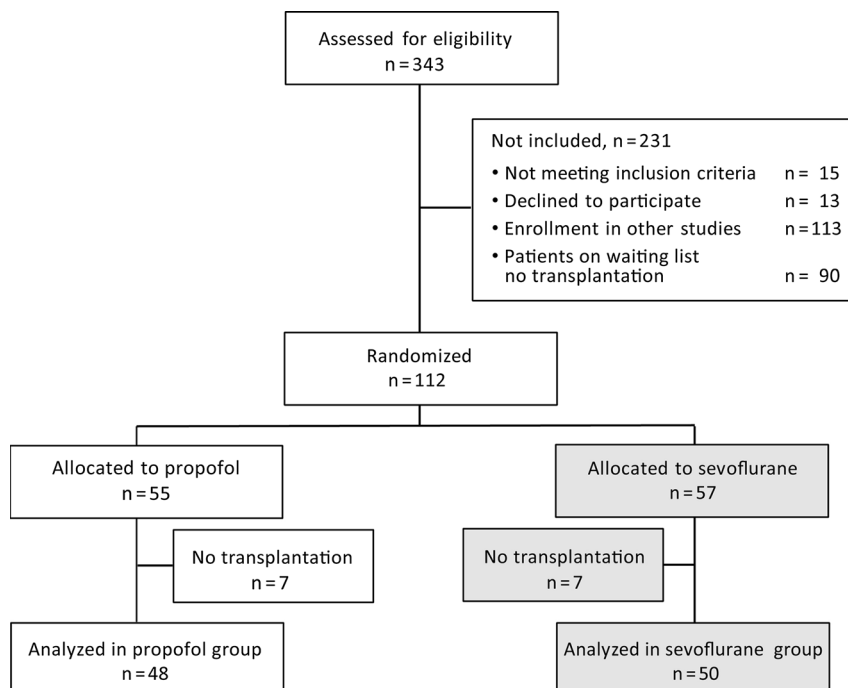 Assessed for eligibility
n=343
Not included, n=231
• Not meeting inclusion criteria n= 15
• Declined to participate n= 13
• Enrollment in other studies n=113
• Patients on waiting list
no transplantation n= 90
Randomized
n=112
Allocated to propofol
n=55
Allocated to sevoflurane
n=57
No transplantation
n=7
No transplantation
n=7
Analyzed in propofol group
n=48
Analyzed in sevoflurane group
n=50